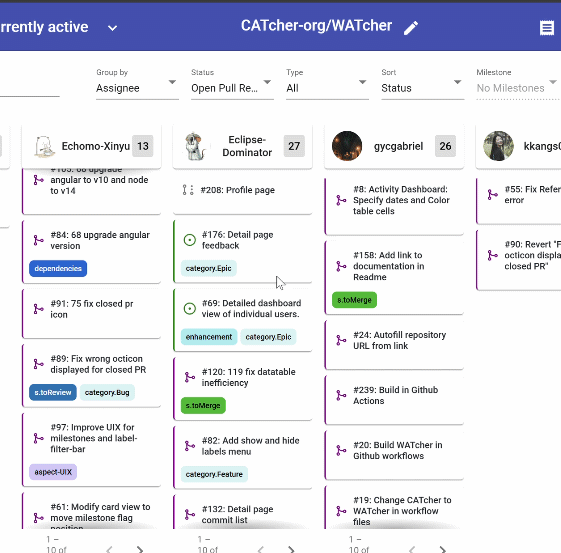 rrently active
CATcher-org/WATcher
Group by
Assignee
Status
Open Pull Re...
Type
All
Sort
Status
Milestone
No Milestones
Echomo-Xinyu
13
#105: 68 upgrade
angular to v10 and node
to v14
#84: 68 upgrade angular
version
dependencies
#91: 75 fix closed pr
icon
#89: Fix wrong octicon
displayed for closed PR
s.toReview
category.Bug
#97: Improve UIX for
milestones and label-
filter-bar
aspect-UIX
#61: Modify card view to
move milestone flag
position
1 –
10 of
Eclipse-
Dominator
27
#208: Profile page
#176: Detail page
feedback
category.Epic
#69: Detailed dashboard
view of individual users.
enhancement
category.Epic
#120: 119 fix datatable
inefficiency
s.toMerge
#82: Add show and hide
labels menu
category.Feature
#132: Detail page
commit list
1 –
10 of
gycgabriel
26
#8: Activity Dashboard:
Specify dates and Color
table cells
#158: Add link to
documentation in
Readme
s.toMerge
#24: Autofill repository
URL from link
#239: Build in Github
Actions
#20: Build WATcher in
Github workflows
#19: Change CATcher to
WATcher in workflow
files
1 –
10 of
kkangs
#55: Fix Refer
error
#90: Revert "F
octicon displa
closed PR"